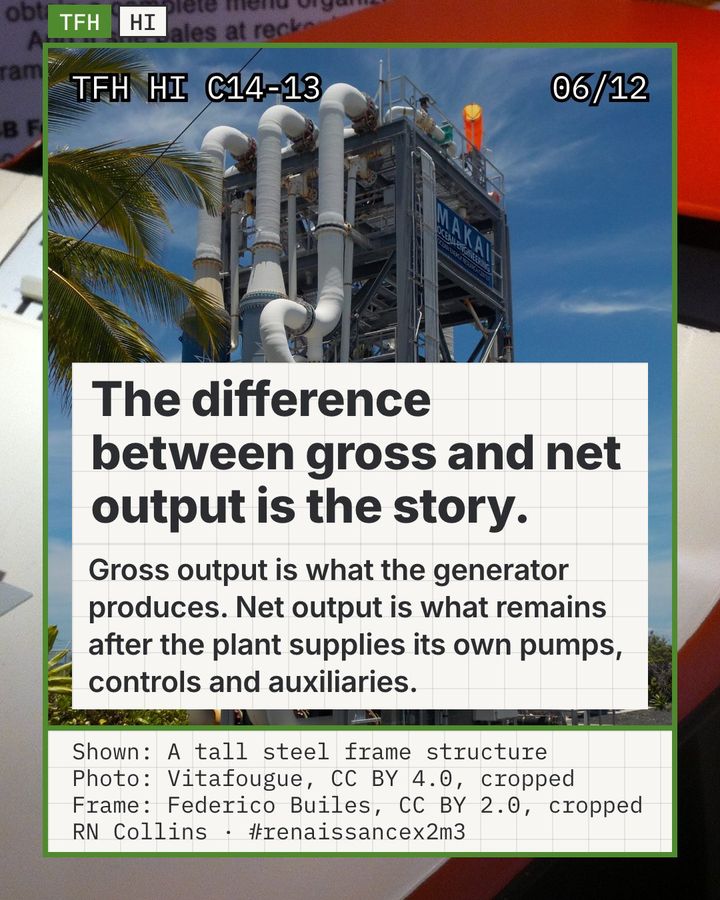 TFH HI
TFH HI C14-13
06/12
MAKAI
OCEAN ENGINEERING
The difference
between gross and net
output is the story.
Gross output is what the generator
produces. Net output is what remains
after the plant supplies its own pumps,
controls and auxiliaries.
Shown: A tall steel frame structure
Photo: Vitafougue, CC BY 4.0, cropped
Frame: Federico Builes, CC BY 2.0, cropped
RN Collins · #renaissancex2m3